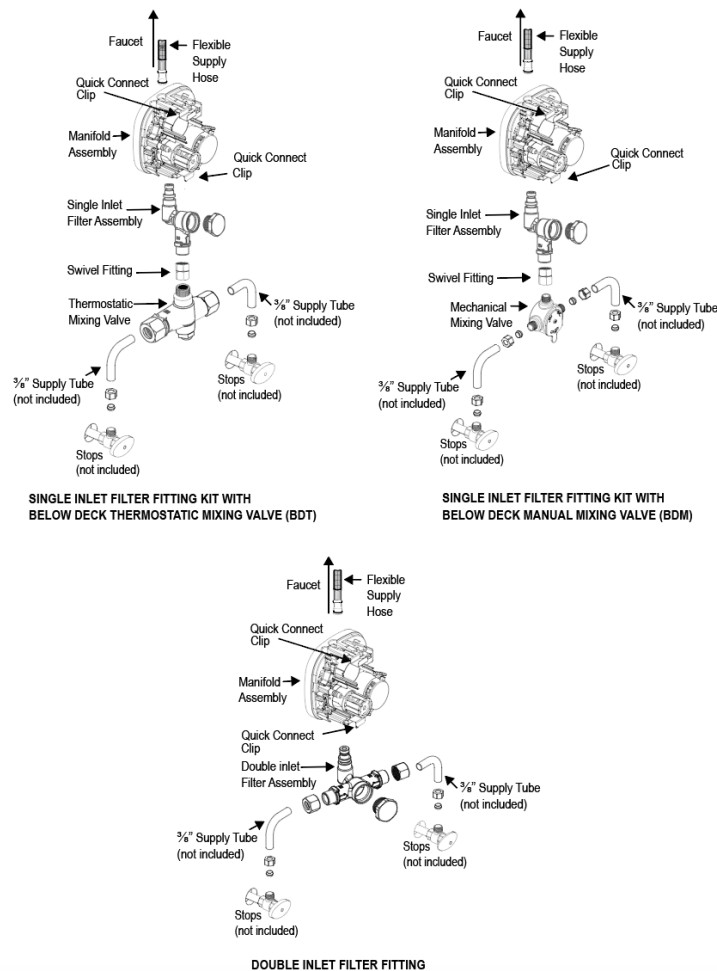 Faucet
Flexible
Supply
Hose
Quick Connect
Clip
Manifold
Assembly
Quick Connect
Clip
Single Inlet
Filter Assembly
Swivel Fitting
Thermostatic
Mixing Valve
⅜" Supply Tube
(not included)
⅜" Supply Tube
(not included)
Stops
(not included)
Stops
(not included)
SINGLE INLET FILTER FITTING KIT WITH
BELOW DECK THERMOSTATIC MIXING VALVE (BDT)
Faucet
Flexible
Supply
Hose
Quick Connect
Clip
Manifold
Assembly
Quick Connect
Clip
Single Inlet
Filter Assembly
Swivel Fitting
Mechanical
Mixing Valve
⅜" Supply Tube
(not included)
⅜" Supply Tube
(not included)
Stops
(not included)
Stops
(not included)
SINGLE INLET FILTER FITTING KIT WITH
BELOW DECK MANUAL MIXING VALVE (BDM)
Faucet
Flexible
Supply
Hose
Quick Connect
Clip
Manifold
Assembly
Quick Connect
Clip
Double inlet
Filter Assembly
⅜" Supply Tube
(not included)
⅜" Supply Tube
(not included)
Stops
(not included)
Stops
(not included)
DOUBLE INLET FILTER FITTING